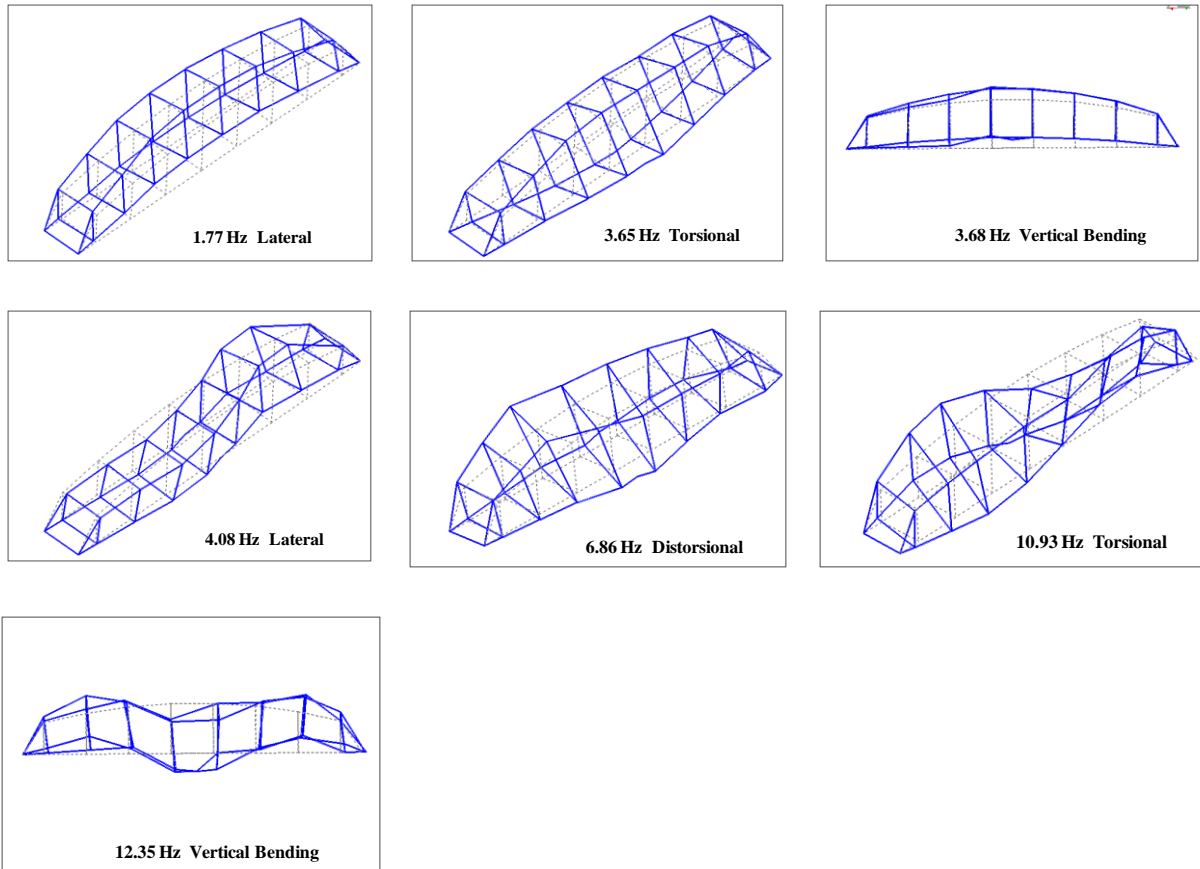 1.77 Hz Lateral
3.65 Hz Torsional
3.68 Hz Vertical Bending
4.08 Hz Lateral
6.86 Hz Distorsional
10.93 Hz Torsional
12.35 Hz Vertical Bending